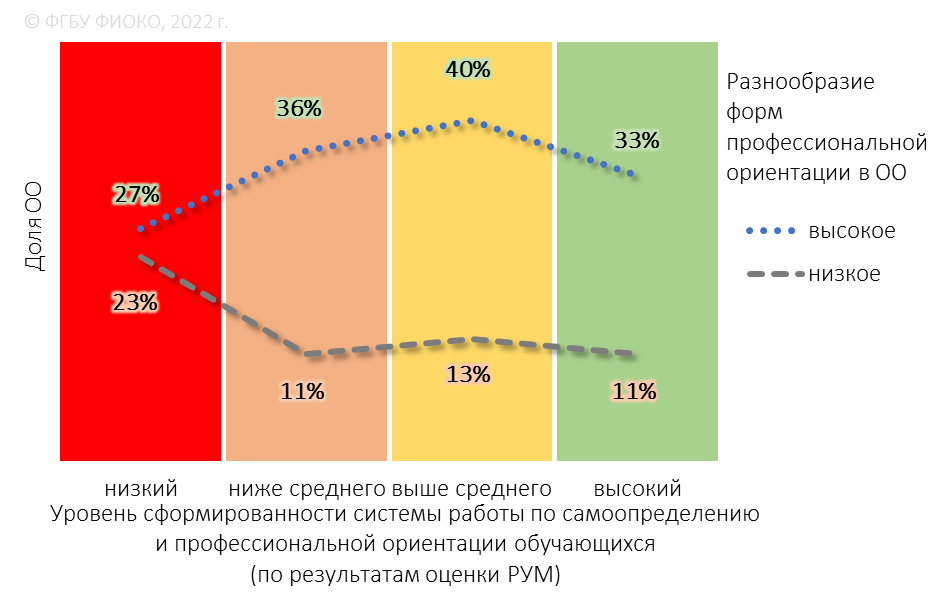 © ФГБУ ФИОКО, 2022 г.
40%
36%
33%
27%
23%
11%
13%
11%
Доля ОО
низкий
ниже среднего
выше среднего
высокий
Уровень сформированности системы работы по самоопределению
и профессиональной ориентации обучающихся
(по результатам оценки РУМ)
Разнообразие
форм
профессиональной
ориентации в ОО
высокое
низкое